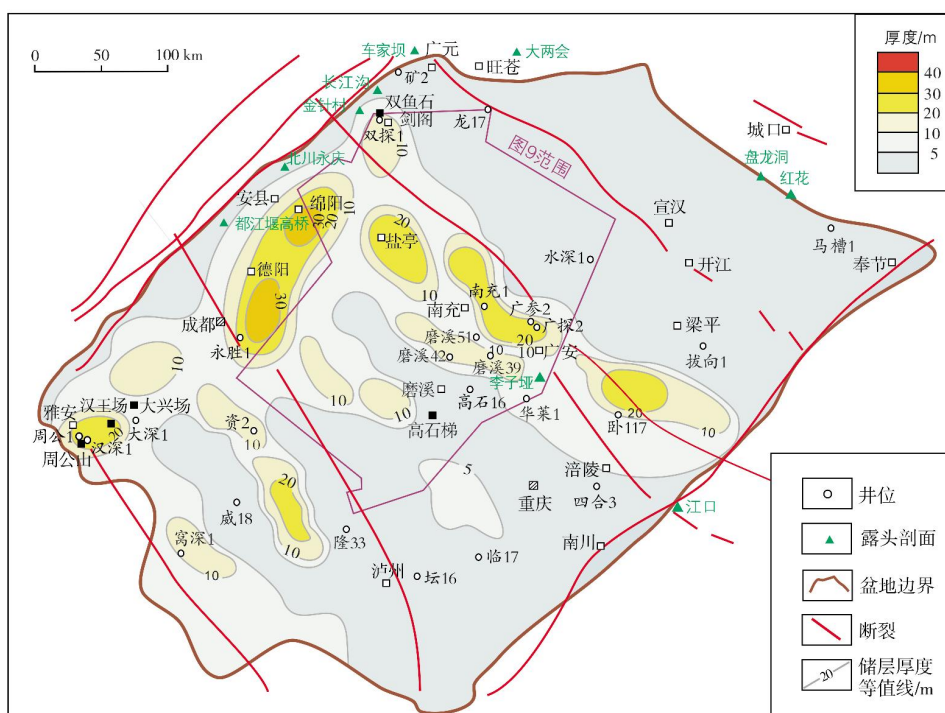 0 50 100 km
车家坝
广元
大两会
旺苍
矿2
长江沟
金针村
双鱼石
剑阁
双探1
10
龙17
图9范围
城口
盘龙洞
红花
北川永庆
安县
绵阳
30
20
10
都江堰高桥
德阳
30
20
盐亭
10
宣汉
马槽1
水深1
开江
奉节
成都
永胜1
南充
南充1
广参2
广探2
20
磨溪51
10
10
广安
磨溪42
磨溪39
梁平
拔向1
李子垭
磨溪
高石16
华蓥1
10
高石梯
10
雅安
汉王场
大兴场
周公1
20
大深1
汉深1
周公山
资2
10
20
卧117
10
5
涪陵
重庆
四合3
江口
20
威18
10
隆33
窝深1
10
泸州
坛16
临17
南川
厚度/m
40
30
20
10
5
井位
露头剖面
盆地边界
断裂
20
储层厚度
等值线/m